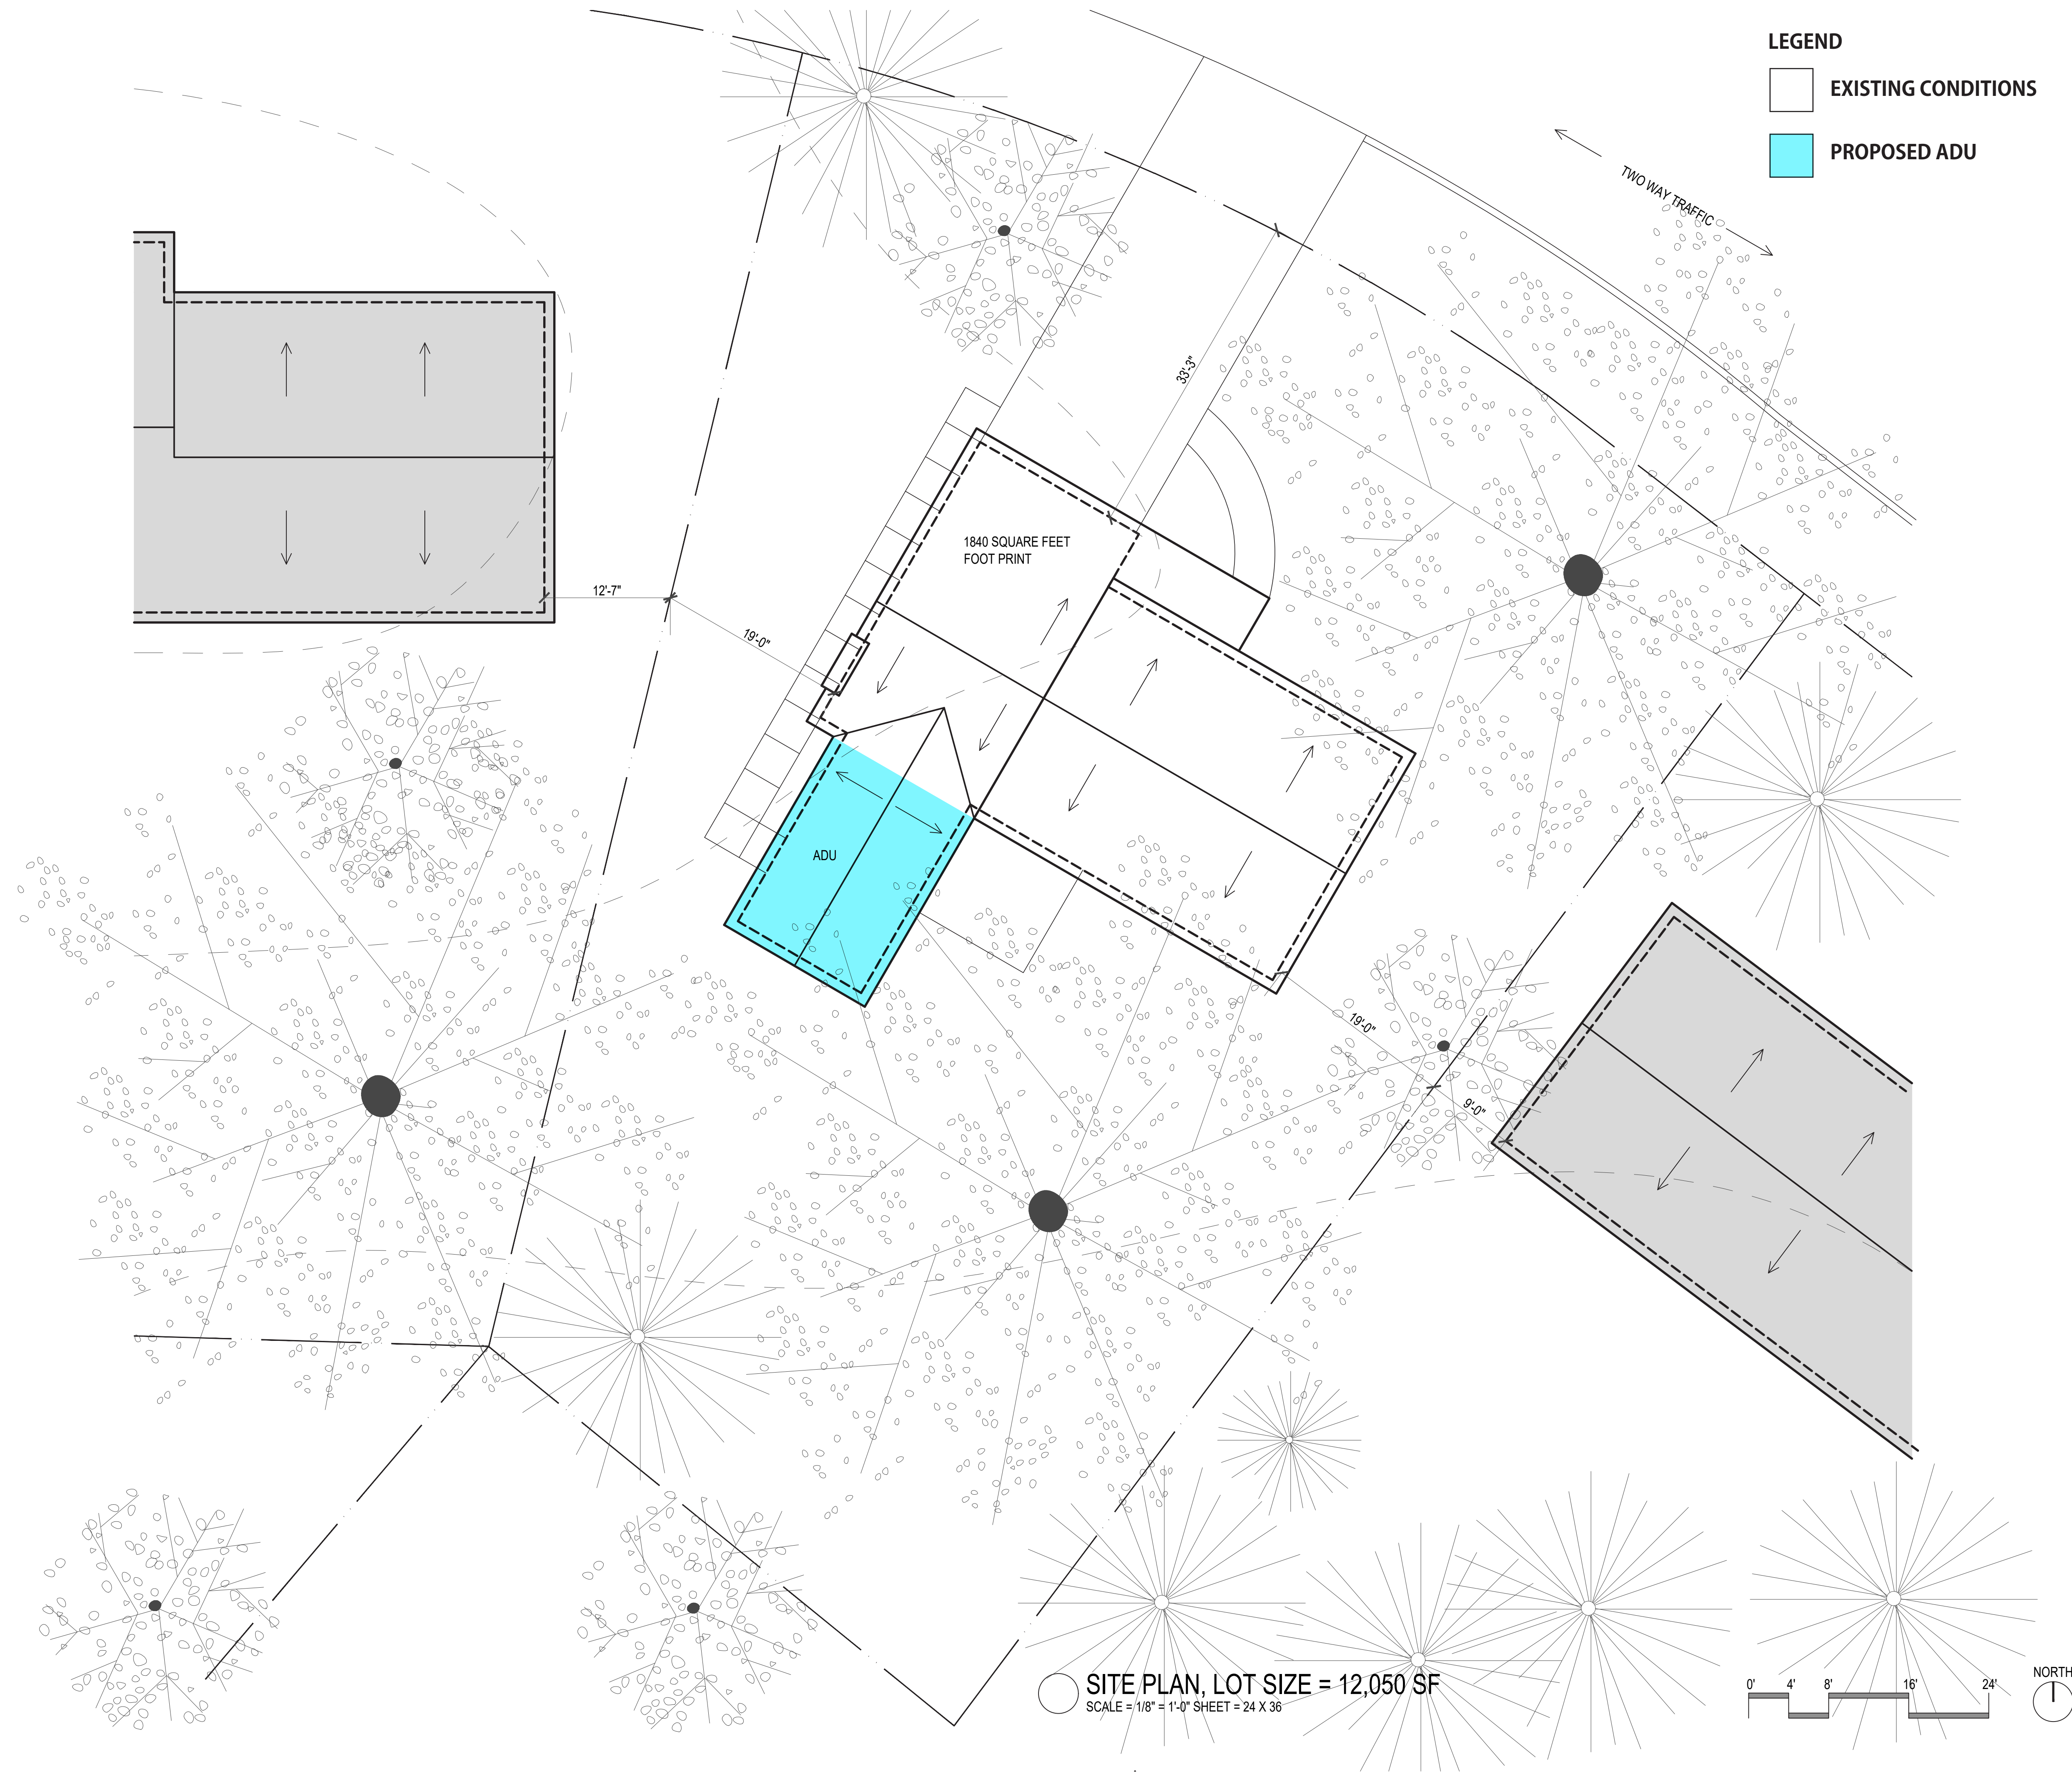 LEGEND
EXISTING CONDITIONS
PROPOSED ADU
TWO WAY TRAFFIC
33'-3"
1840 SQUARE FEET
FOOT PRINT
12'-7"
19'-0"
ADU
19'-0"
9'-0"
SITE PLAN, LOT SIZE = 12,050 SF
SCALE = 1/8" = 1'-0" SHEET = 24 X 36
0' 4' 8' 16' 24'
NORTH